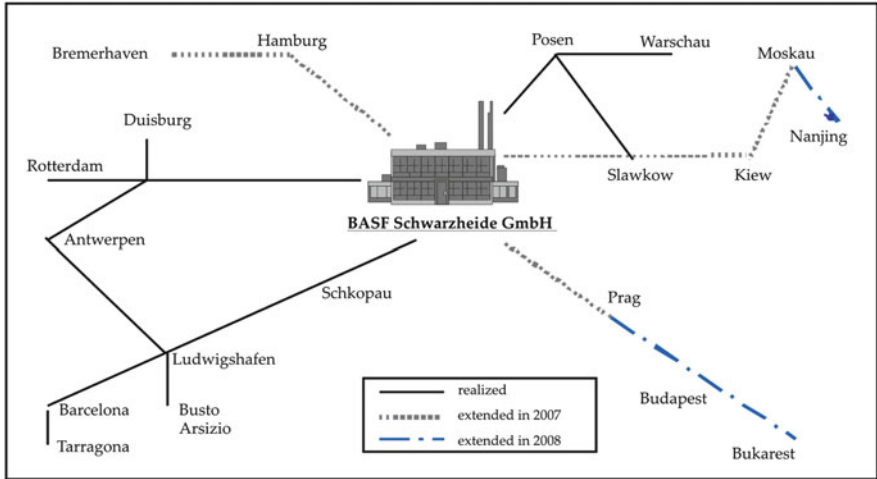 Bremerhaven
Hamburg
Posen
Warschau
Moskau
Nanjing
Duisburg
Rotterdam
Slawkow
Kiew
BASF Schwarzheide GmbH
Antwerpen
Schkopau
Prag
Ludwigshafen
Barcelona
Busto
Arsizio
Tarragona
Budapest
Bukarest
realized
extended in 2007
extended in 2008